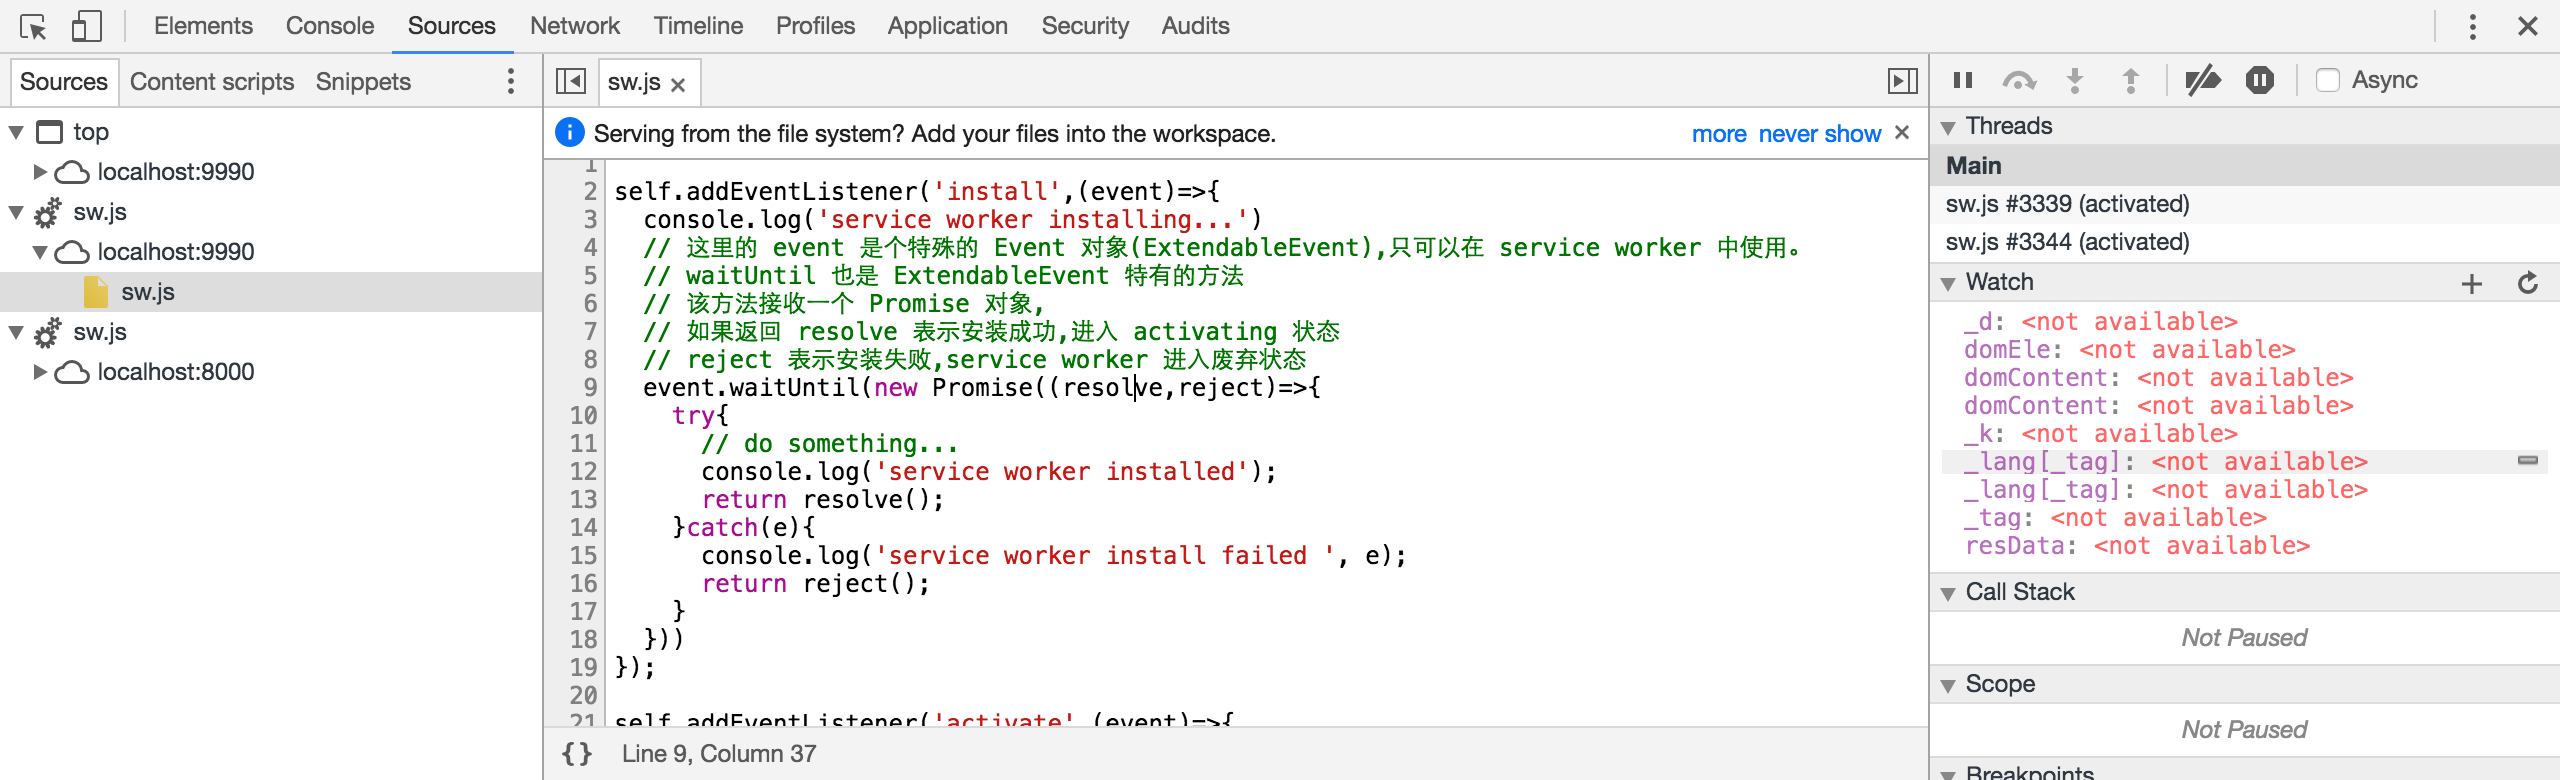 Elements Console Sources Network Timeline Profiles Application Security Audits
Sources Content scripts Snippets
top
localhost:9990
sw.js
localhost:9990
sw.js
sw.js
localhost:8000
sw.js
Serving from the file system? Add your files into the workspace. more never show
1
2 self.addEventListener('install',(event)=>{
3 console.log('service worker installing...')
4 // 这里的 event 是个特殊的 Event 对象(ExtendableEvent),只可以在 service worker 中使用。
5 // waitUntil 也是 ExtendableEvent 特有的方法
6 // 该方法接收一个 Promise 对象,
7 // 如果返回 resolve 表示安装成功,进入 activating 状态
8 // reject 表示安装失败,service worker 进入废弃状态
9 event.waitUntil(new Promise((resolve,reject)=>{
10 try{
11 // do something...
12 console.log('service worker installed');
13 return resolve();
14 }catch(e){
15 console.log('service worker install failed ', e);
16 return reject();
17 }
18 }))
19 });
20
21 self.addEventListener('activate',(event)=>{
{} Line 9, Column 37
Async
Threads
Main
sw.js #3339 (activated)
sw.js #3344 (activated)
Watch
_d: <not available>
domEle: <not available>
domContent: <not available>
domContent: <not available>
_k: <not available>
_lang[_tag]: <not available>
_lang[_tag]: <not available>
_tag: <not available>
resData: <not available>
Call Stack
Not Paused
Scope
Not Paused
Breakpoints